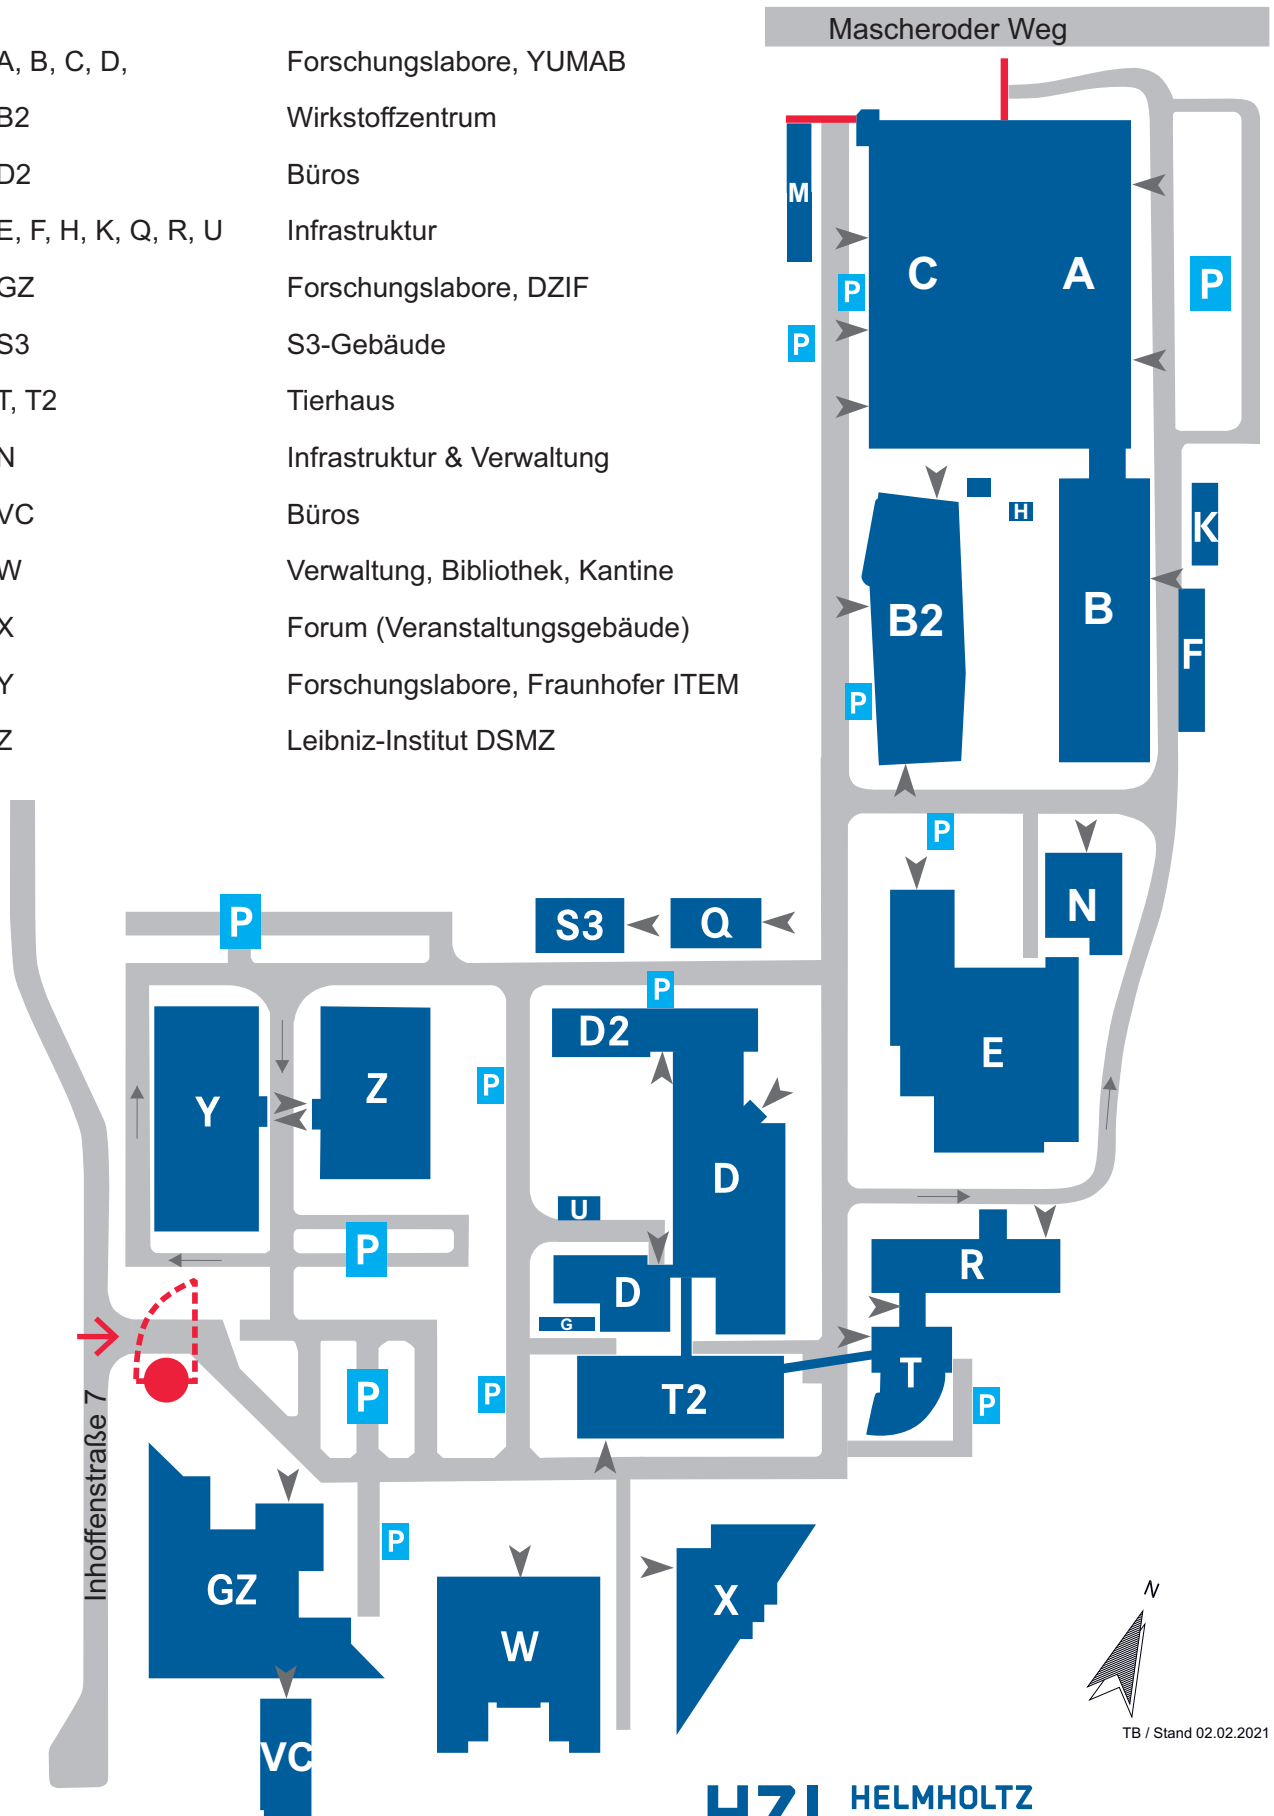 Mascheroder Weg
A, B, C, D, Forschungslabore, YUMAB
B2 Wirkstoffzentrum
D2 Büros
E, F, H, K, Q, R, U Infrastruktur
GZ Forschungslabore, DZIF
S3 S3-Gebäude
T, T2 Tierhaus
N Infrastruktur & Verwaltung
VC Büros
W Verwaltung, Bibliothek, Kantine
X Forum (Veranstaltungsgebäude)
Y Forschungslabore, Fraunhofer ITEM
Z Leibniz-Institut DSMZ
M
C
A
P
P
P
H
K
B2
B
F
P
P
N
P
S3
Q
P
D2
E
Z
P
Y
D
U
P
R
D
G
T
P
P
T2
P
Inhoffenstraße 7
P
GZ
X
W
N
VC
TB / Stand 02.02.2021
HZI HELMHOLTZ